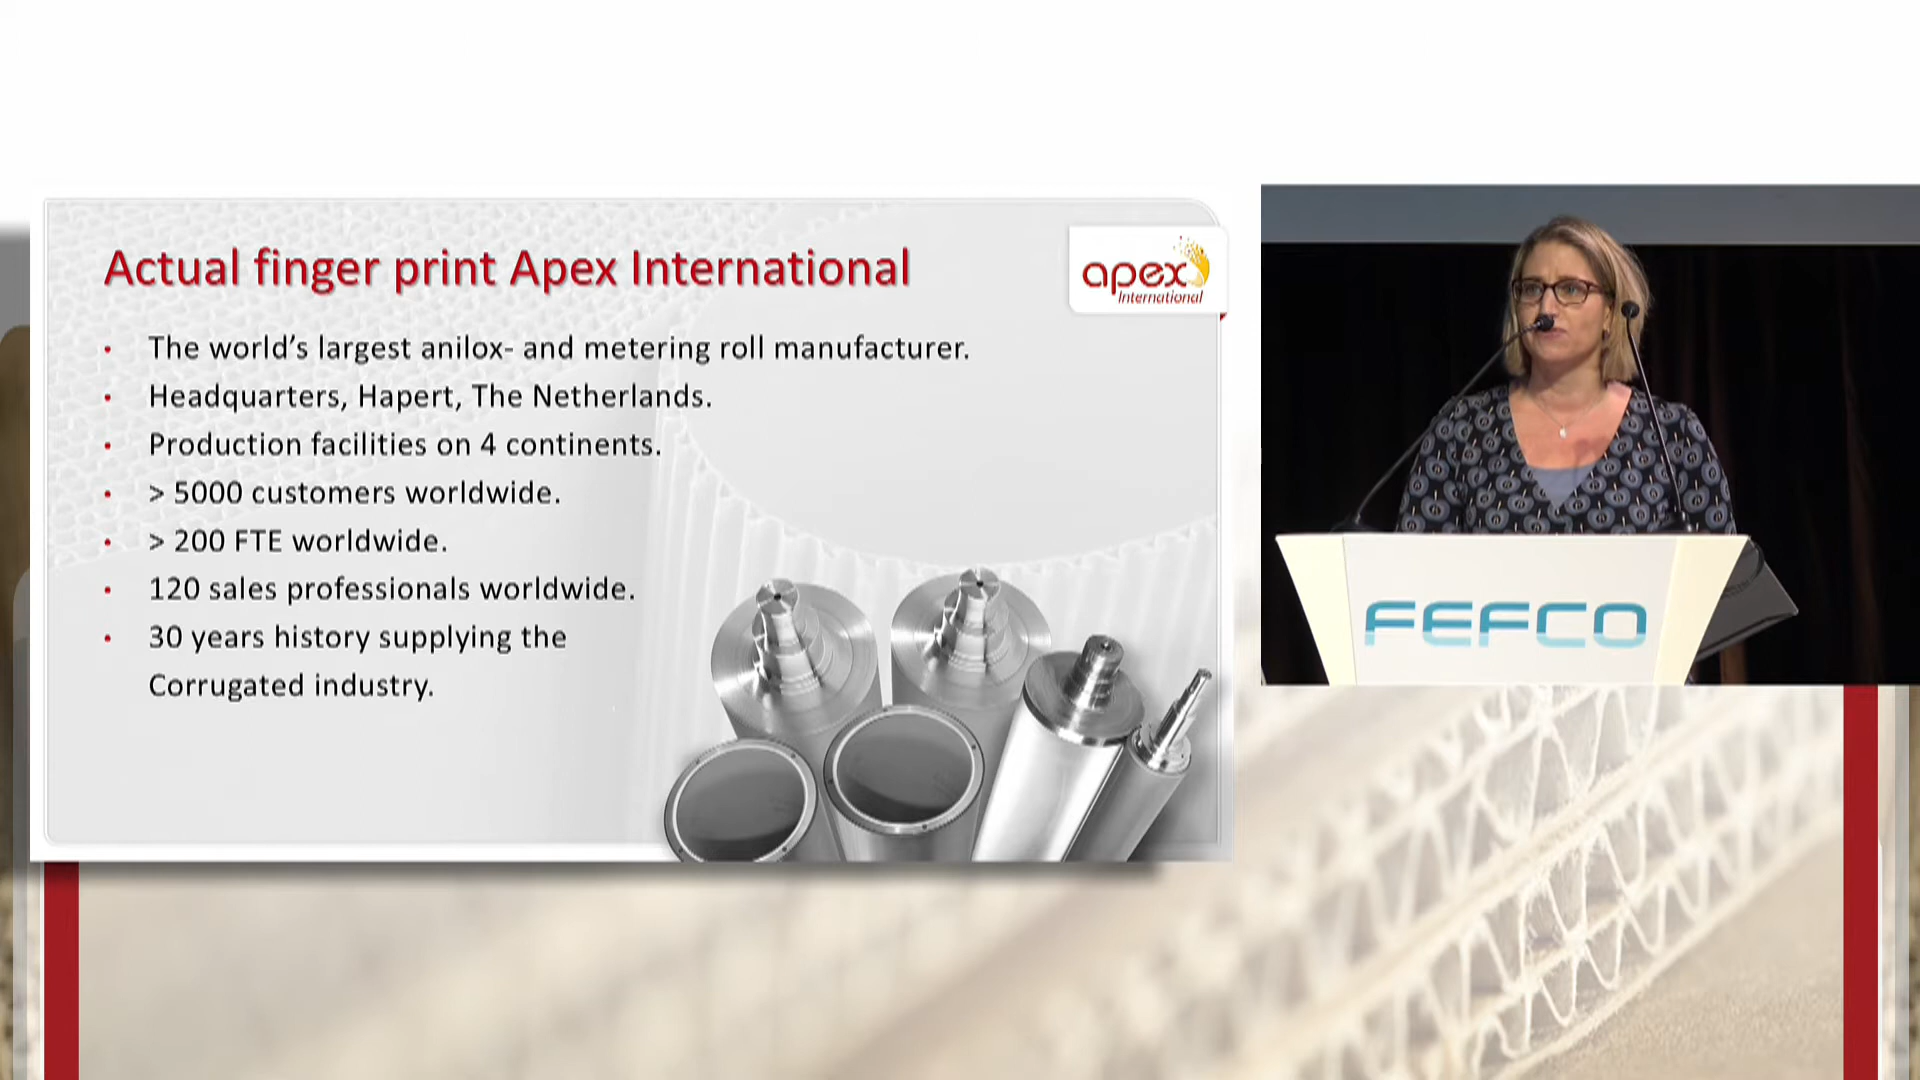 Actual finger print Apex International
apex
International
• The world's largest anilox- and metering roll manufacturer.
• Headquarters, Hapert, The Netherlands.
• Production facilities on 4 continents.
• > 5000 customers worldwide.
• > 200 FTE worldwide.
• 120 sales professionals worldwide.
• 30 years history supplying the
Corrugated industry.
FEFCO